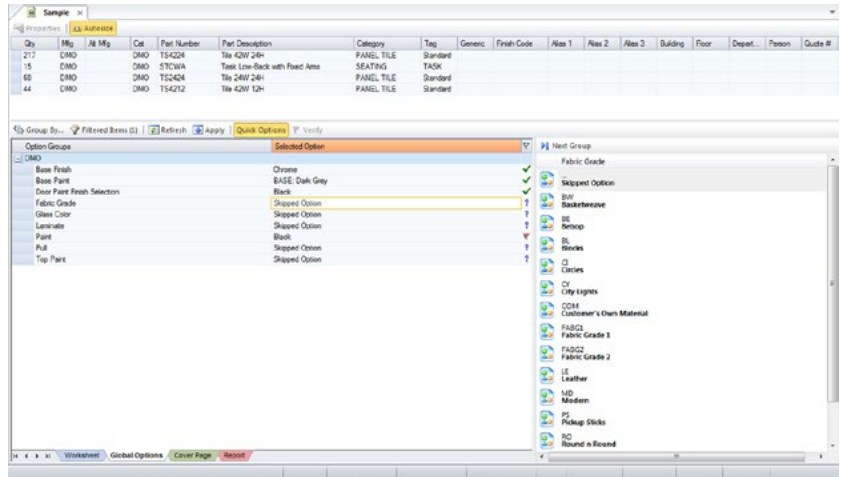 Sample ×
Properties Autosize
Qty Mfg Alt Mfg Cat Part Number Part Description Category Tag Generic Finish Code Alias 1 Alias 2 Alias 3 Building Floor Depart... Person Quote #
217 DMO DMO TS4224 Tile 42W 24H PANEL TILE Standard
15 DMO DMO STCWA Task Low-Back with Fixed Arms SEATING TASK
60 DMO DMO TS2424 Tile 24W 24H PANEL TILE Standard
44 DMO DMO TS4212 Tile 42W 12H PANEL TILE Standard
Group By... Filtered Items (1) Refresh Apply Quick Options Verify
Option Groups Selected Option
DMO
Base Finish Chrome
Base Paint BASE: Dark Grey
Door Paint Finish Selection Black
Fabric Grade Skipped Option ?
Glass Color Skipped Option ?
Laminate Skipped Option ?
Paint Black
Pull Skipped Option ?
Top Paint Skipped Option ?
Next Group
Fabric Grade
..
Skipped Option
BW
Basketweave
BE
Bebop
BL
Blocks
CI
Circles
CY
City Lights
COM
Customer's Own Material
FABG1
Fabric Grade 1
FABG2
Fabric Grade 2
LE
Leather
MD
Modern
PS
Pickup Sticks
RO
Round n Round
Worksheet Global Options Cover Page Report